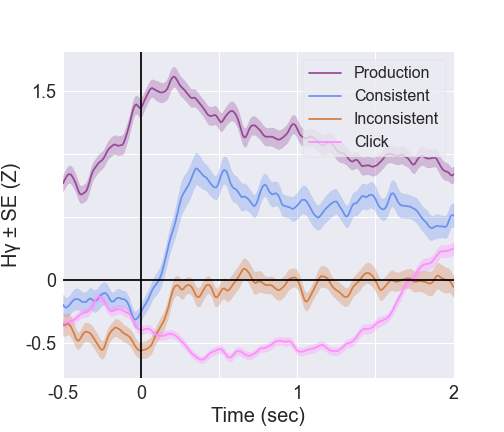 Production
Consistent
Inconsistent
Click
1.5
0
-0.5
Hγ ± SE (Z)
-0.5 0 1 2
Time (sec)